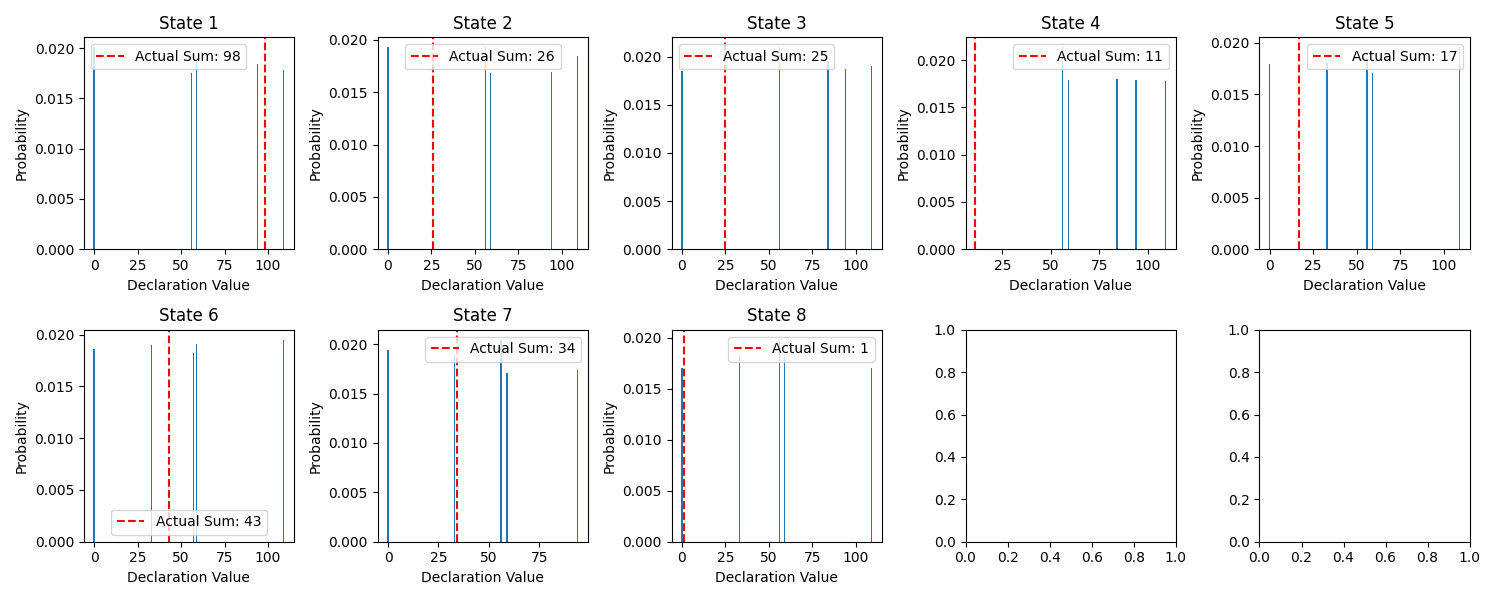 State 1
Actual Sum: 98
Probability
0.020
0.015
0.010
0.005
0.000
0 25 50 75 100
Declaration Value
State 2
Actual Sum: 26
Probability
0.020
0.015
0.010
0.005
0.000
0 25 50 75 100
Declaration Value
State 3
Actual Sum: 25
Probability
0.020
0.015
0.010
0.005
0.000
0 25 50 75 100
Declaration Value
State 4
Actual Sum: 11
Probability
0.020
0.015
0.010
0.005
0.000
25 50 75 100
Declaration Value
State 5
Actual Sum: 17
Probability
0.020
0.015
0.010
0.005
0.000
0 25 50 75 100
Declaration Value
State 6
Actual Sum: 43
Probability
0.020
0.015
0.010
0.005
0.000
0 25 50 75 100
Declaration Value
State 7
Actual Sum: 34
Probability
0.020
0.015
0.010
0.005
0.000
0 25 50 75
Declaration Value
State 8
Actual Sum: 1
Probability
0.020
0.015
0.010
0.005
0.000
0 25 50 75 100
Declaration Value
1.0
0.8
0.6
0.4
0.2
0.0
0.0 0.2 0.4 0.6 0.8 1.0
1.0
0.8
0.6
0.4
0.2
0.0
0.0 0.2 0.4 0.6 0.8 1.0